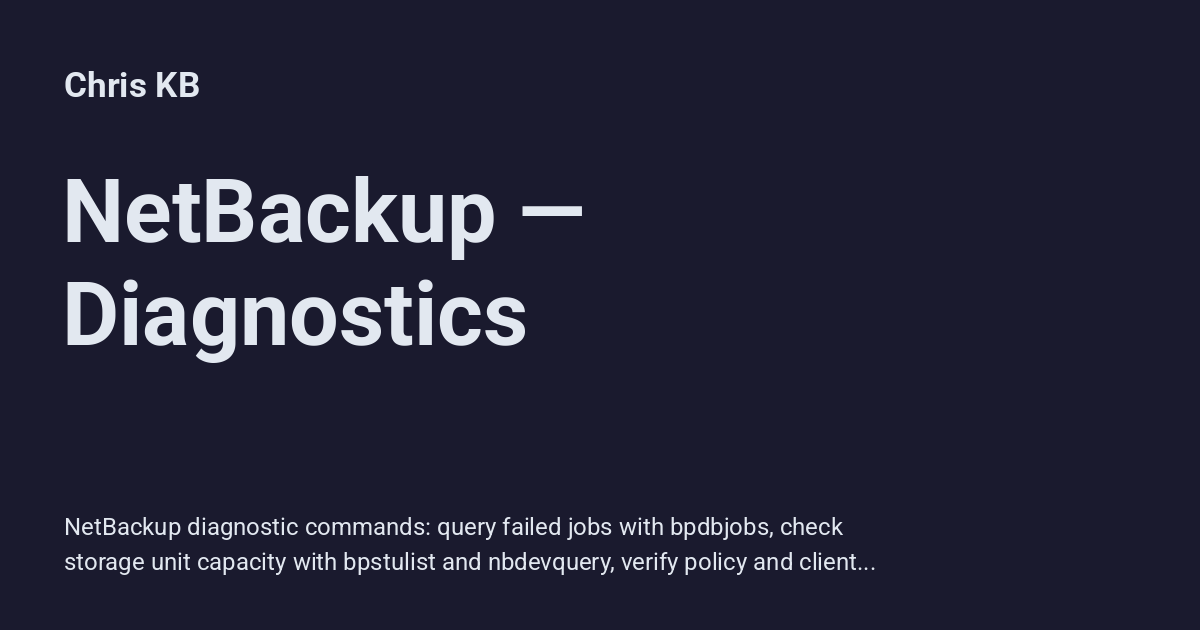 Chris KB
NetBackup —
Diagnostics
NetBackup diagnostic commands: query failed jobs with bpdbjobs, check
storage unit capacity with bpstulist and nbdevquery, verify policy and client...